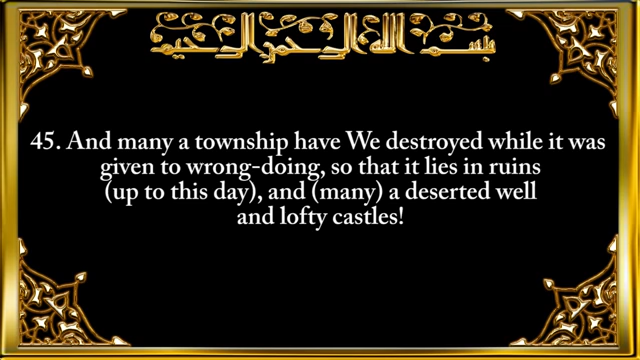 بسم الله الرحمن الرحيم
45. And many a township have We destroyed while it was
given to wrong-doing, so that it lies in ruins
(up to this day), and (many) a deserted well
and lofty castles!